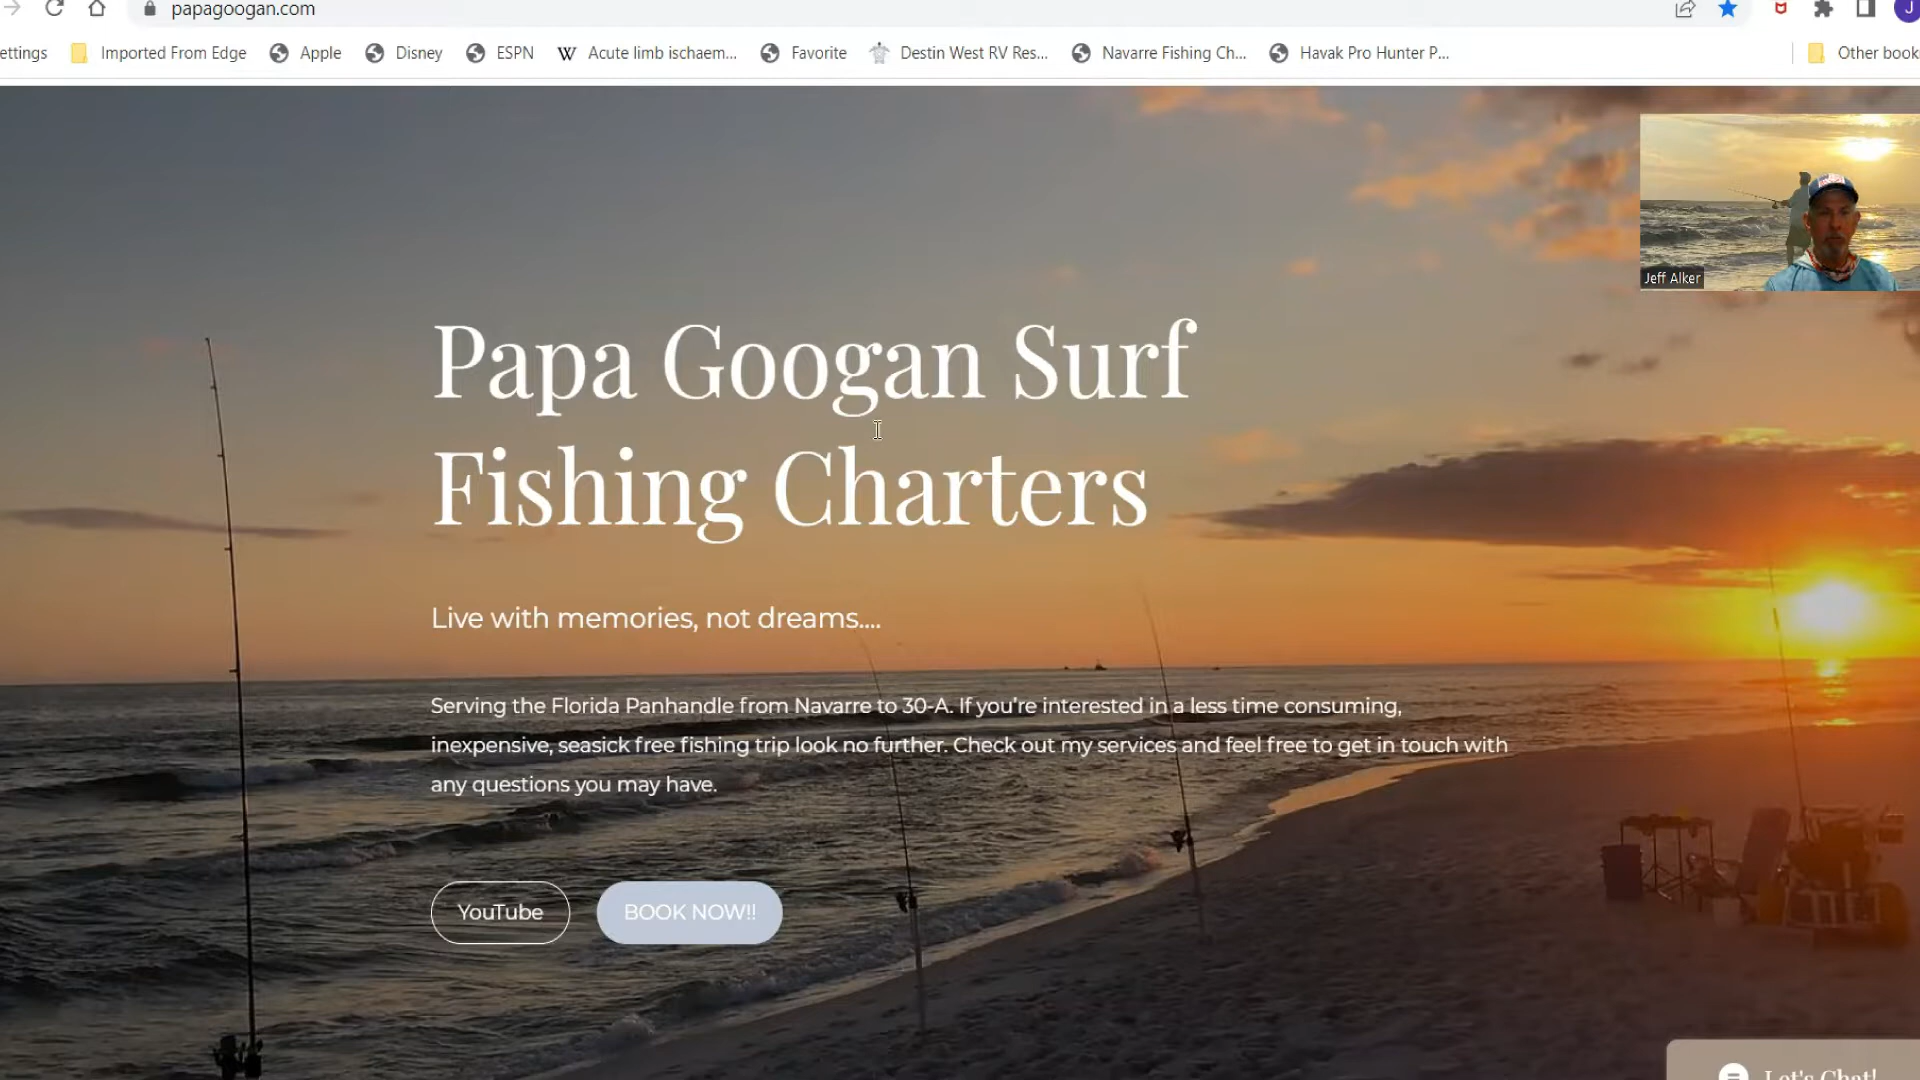 papagoogan.com
J
ettings
Imported From Edge
Apple
Disney
ESPN
W
Acute limb ischaem...
Favorite
Destin West RV Res...
Navarre Fishing Ch...
Havak Pro Hunter P...
Other book
Jeff Alker
Papa Googan Surf
Fishing Charters
Live with memories, not dreams....
Serving the Florida Panhandle from Navarre to 30-A. If you're interested in a less time consuming,
inexpensive, seasick free fishing trip look no further. Check out my services and feel free to get in touch with
any questions you may have.
YouTube
BOOK NOW!!
Let's Chat!